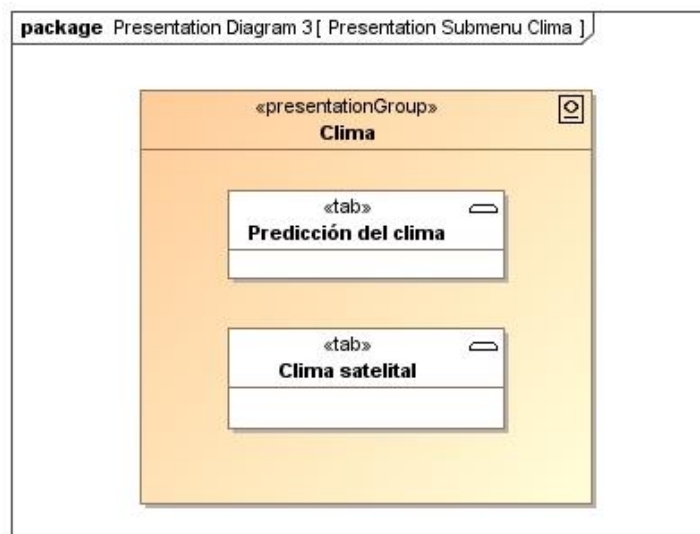 package Presentation Diagram 3 [ Presentation Submenu Clima ]
«presentationGroup»
Clima
«tab»
Predicción del clima
«tab»
Clima satelital